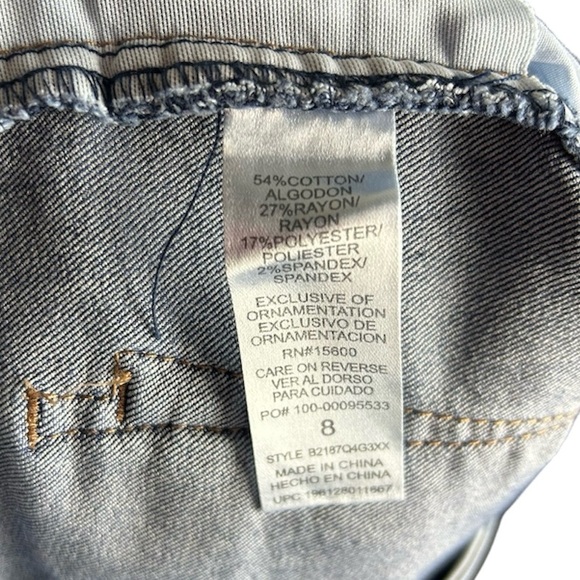 54%COTTON/
ALGODON
27%RAYON/
RAYON
17%POLYESTER/
POLIESTER
2%SPANDEX/
SPANDEX
EXCLUSIVE OF
ORNAMENTATION
EXCLUSIVO DE
ORNAMENTACION
RN#15600
CARE ON REVERSE
VER AL DORSO
PARA CUIDADO
PO# 100-00095533
8
STYLE B2187Q4G3XX
MADE IN CHINA
HECHO EN CHINA
UPC 196128011667